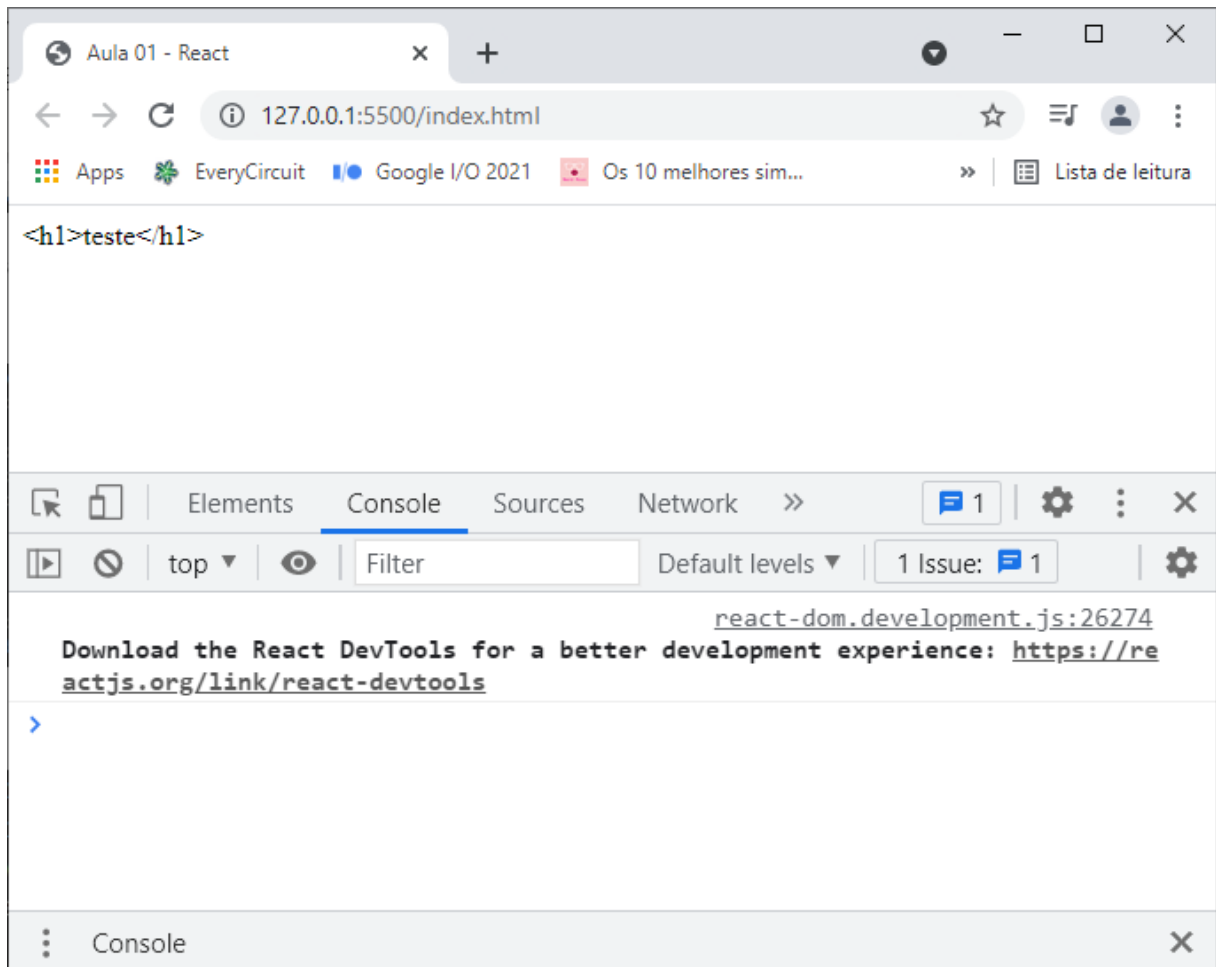 Aula 01 - React
127.0.0.1:5500/index.html
Apps EveryCircuit Google I/O 2021 Os 10 melhores sim... » Lista de leitura
<h1>teste</h1>
Elements Console Sources Network » 1
top Filter Default levels 1 Issue: 1
react-dom.development.js:26274
Download the React DevTools for a better development experience: https://re
actjs.org/link/react-devtools
Console